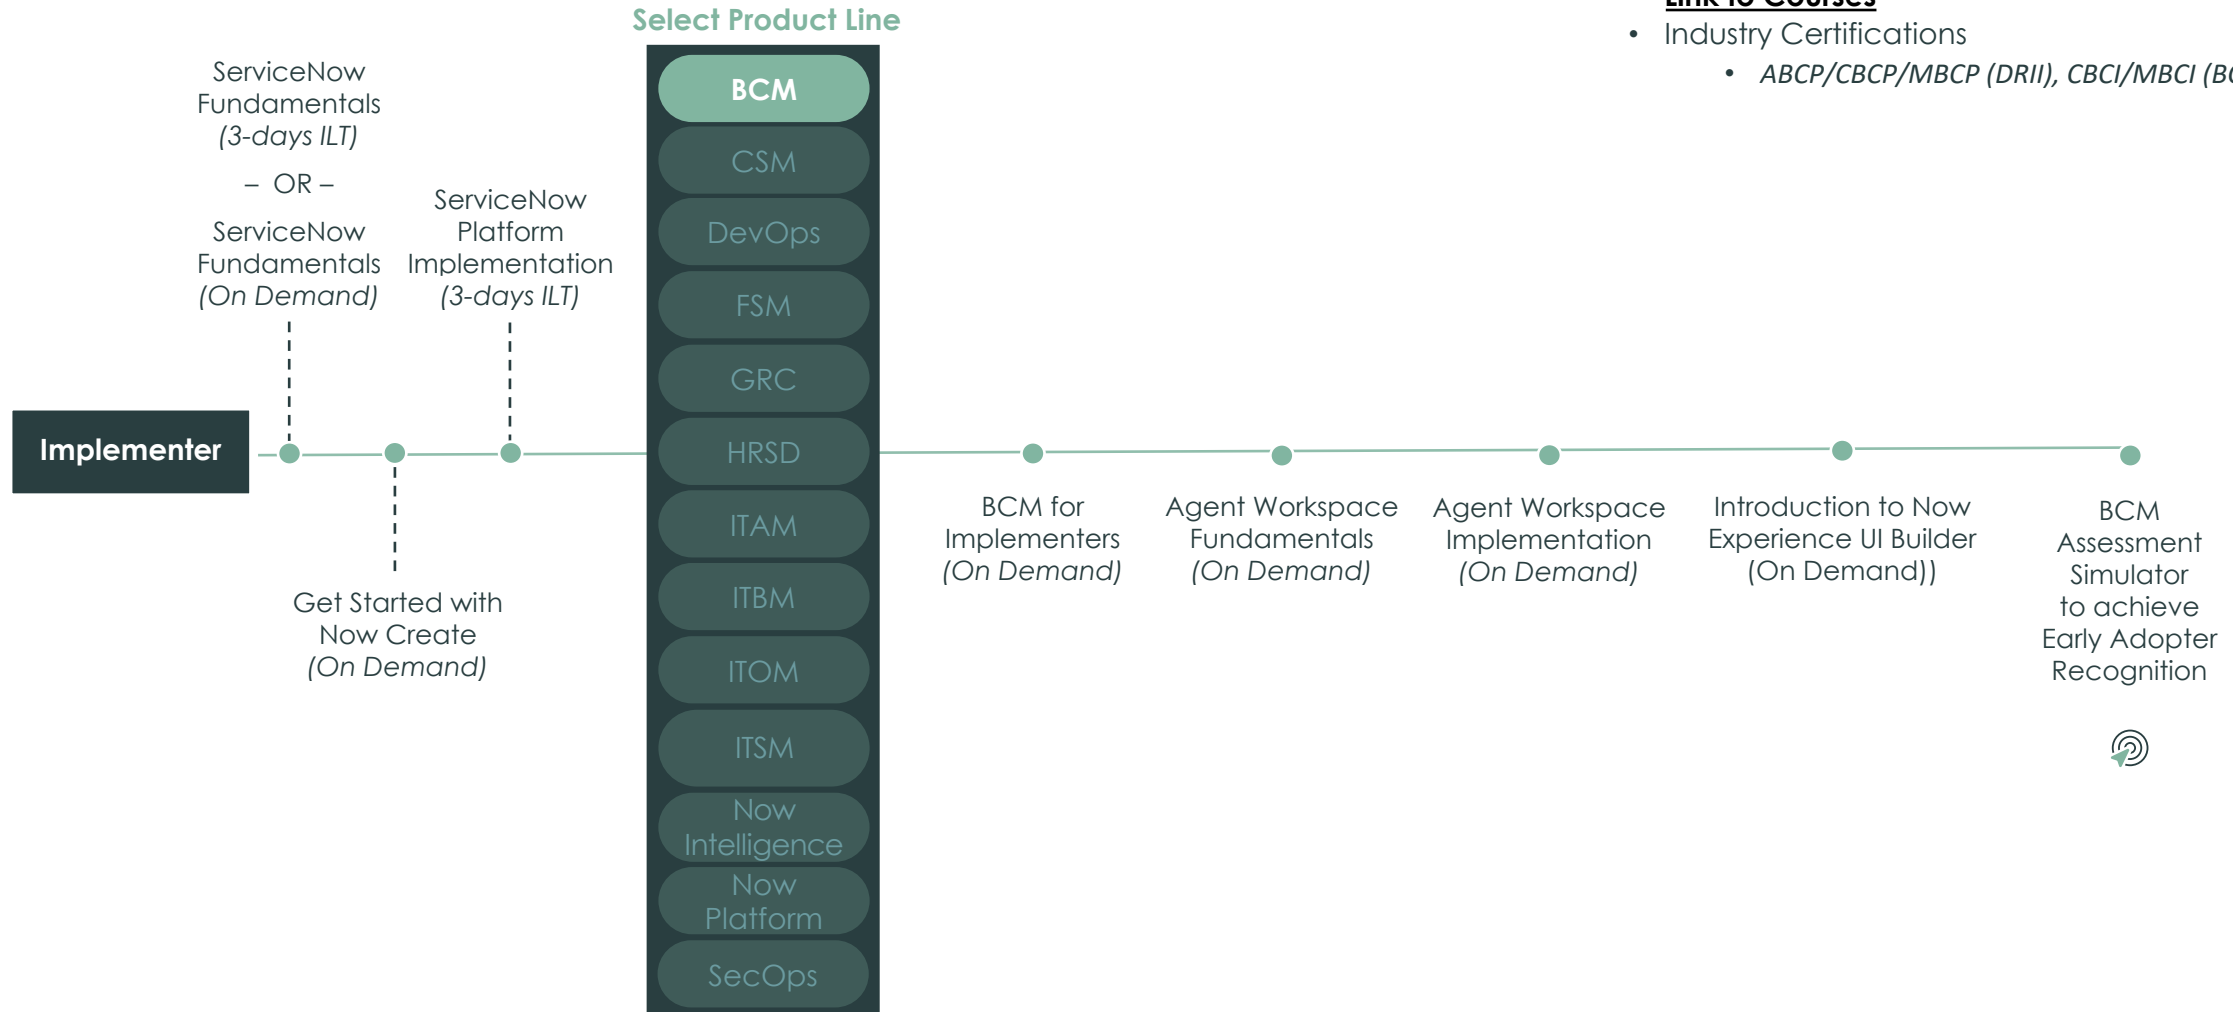 Select Product Line
Link to Courses
• Industry Certifications
• ABCP/CBCP/MBCP (DRII), CBCI/MBCI
ServiceNow
Fundamentals
(3-days ILT)
– OR –
ServiceNow
Fundamentals
(On Demand)
ServiceNow
Platform
Implementation
(3-days ILT)
Implementer
Get Started with
Now Create
(On Demand)
BCM
CSM
DevOps
FSM
GRC
HRSD
ITAM
ITBM
ITOM
ITSM
Now
Intelligence
Now
Platform
SecOps
BCM for
Implementers
(On Demand)
Agent Workspace
Fundamentals
(On Demand)
Agent Workspace
Implementation
(On Demand)
Introduction to Now
Experience UI Builder
(On Demand))
BCM
Assessment
Simulator
to achieve
Early Adopter
Recognition